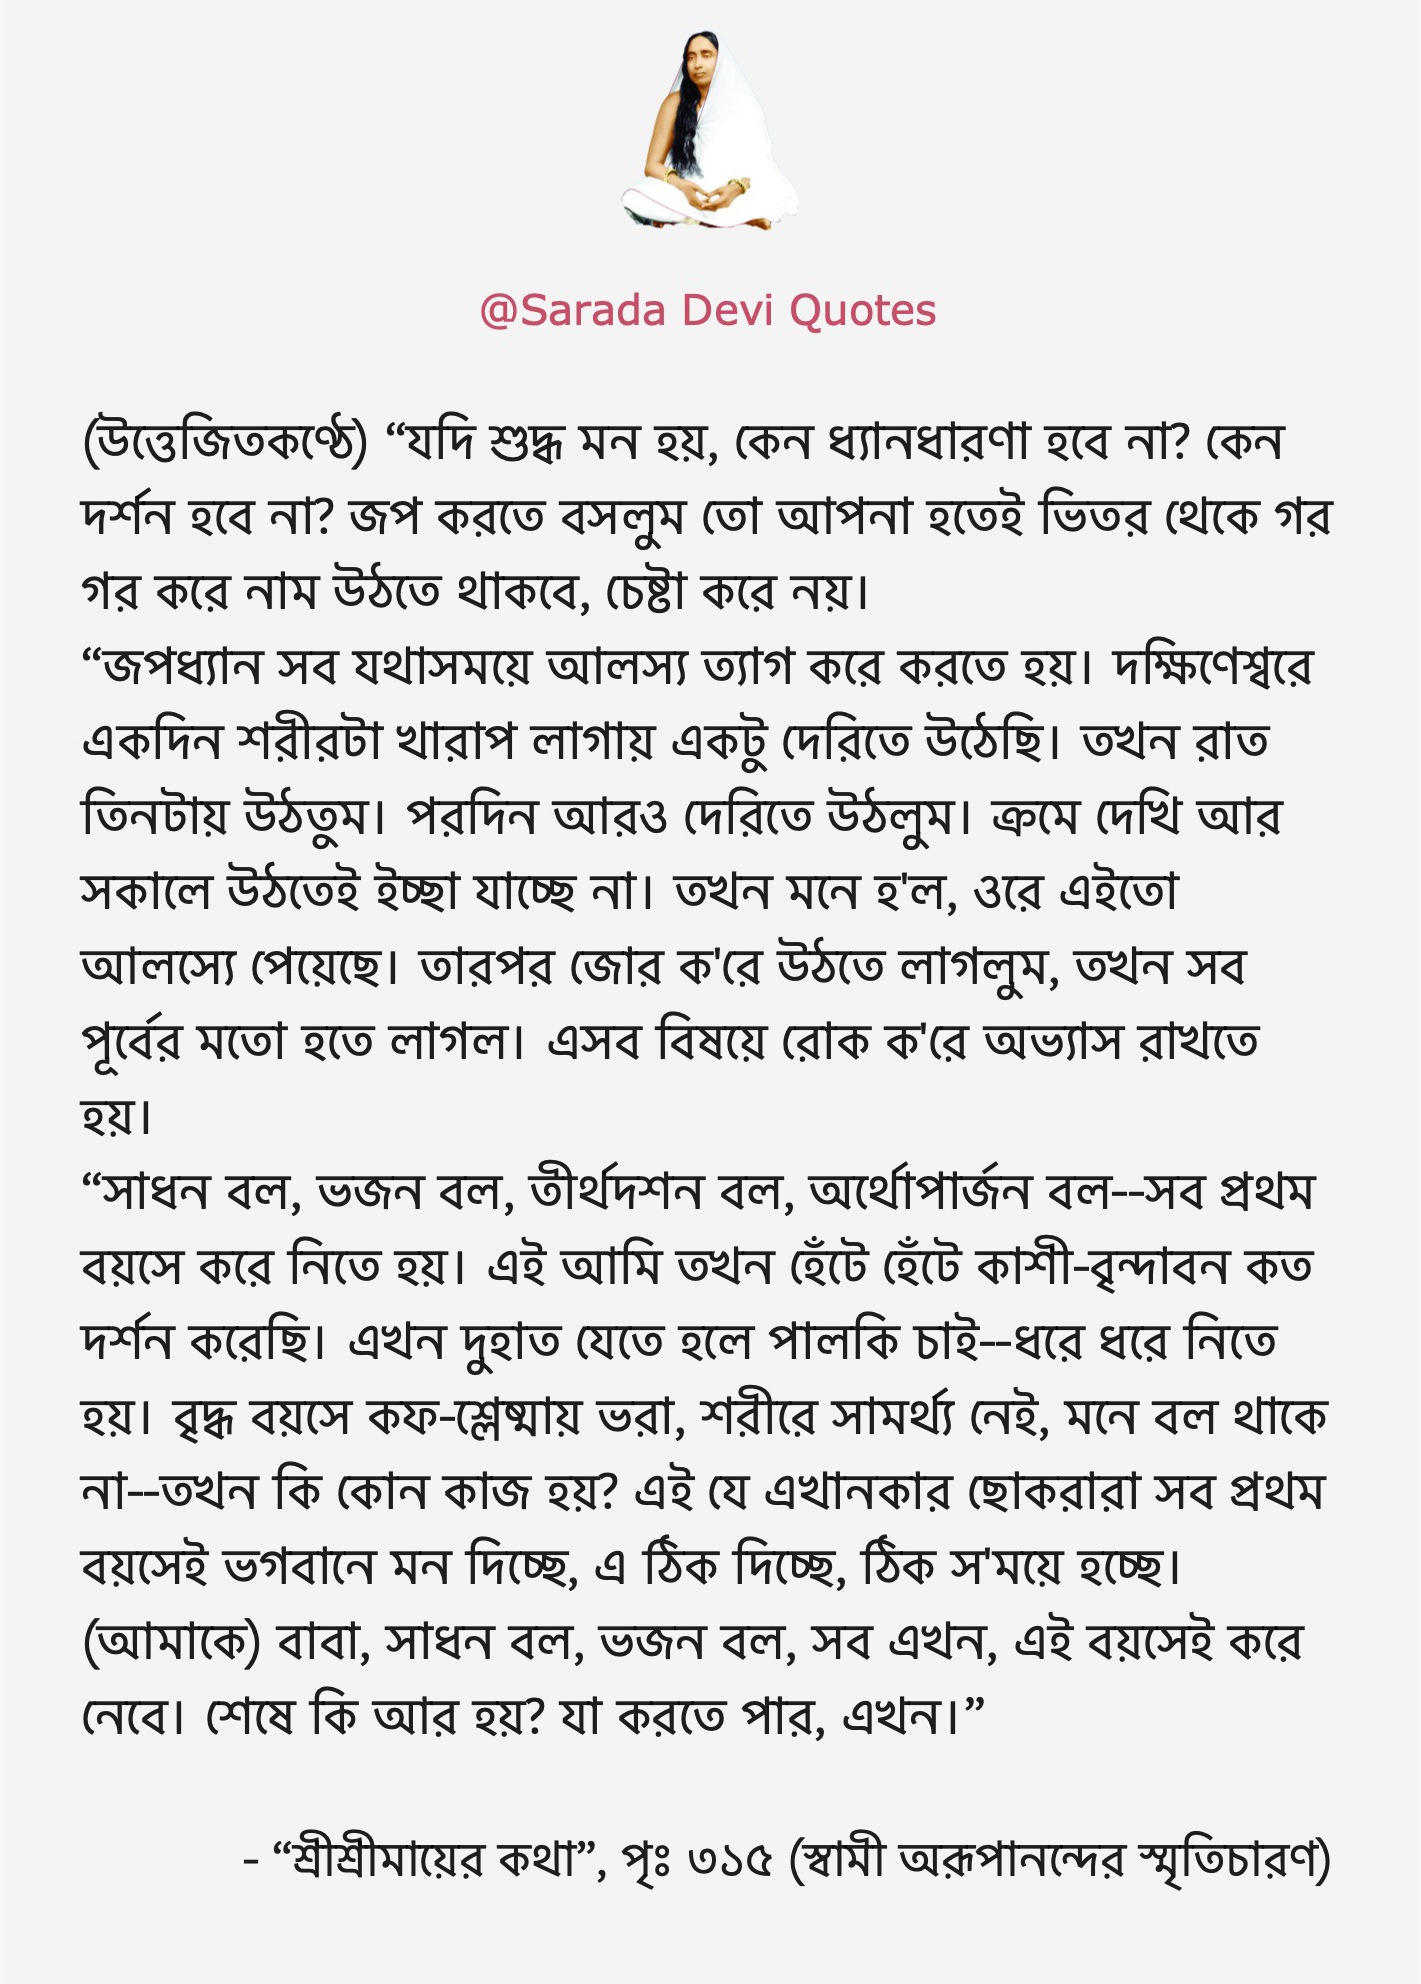 @Sarada Devi Quotes
(উত্তেজিতকণ্ঠে) “যদি শুদ্ধ মন হয়, কেন ধ্যানধারণা হবে না? কেন
দর্শন হবে না? জপ করতে বসলুম তো আপনা হতেই ভিতর থেকে গর
গর করে নাম উঠতে থাকবে, চেষ্টা করে নয়।
“জপধ্যান সব যথাসময়ে আলস্য ত্যাগ করে করতে হয়। দক্ষিণেশ্বরে
একদিন শরীরটা খারাপ লাগায় একটু দেরিতে উঠেছি। তখন রাত
তিনটায় উঠতুম। পরদিন আরও দেরিতে উঠলুম। ক্রমে দেখি আর
সকালে উঠতেই ইচ্ছা যাচ্ছে না। তখন মনে হ'ল, ওরে এইতো
আলস্যে পেয়েছে। তারপর জোর ক'রে উঠতে লাগলুম, তখন সব
পূর্বের মতো হতে লাগল। এসব বিষয়ে রোক ক'রে অভ্যাস রাখতে
হয়।
“সাধন বল, ভজন বল, তীর্থদশন বল, অর্থোপার্জন বল--সব প্রথম
বয়সে করে নিতে হয়। এই আমি তখন হেঁটে হেঁটে কাশী-বৃন্দাবন কত
দর্শন করেছি। এখন দুহাত যেতে হলে পালকি চাই--ধরে ধরে নিতে
হয়। বৃদ্ধ বয়সে কফ-শ্লেষ্মায় ভরা, শরীরে সামর্থ্য নেই, মনে বল থাকে
না--তখন কি কোন কাজ হয়? এই যে এখানকার ছোকরারা সব প্রথম
বয়সেই ভগবানে মন দিচ্ছে, এ ঠিক দিচ্ছে, ঠিক স'ময়ে হচ্ছে।
(আমাকে) বাবা, সাধন বল, ভজন বল, সব এখন, এই বয়সেই করে
নেবে। শেষে কি আর হয়? যা করতে পার, এখন।”
- “শ্রীশ্রীমায়ের কথা”, পৃঃ ৩১৫ (স্বামী অরূপানন্দের স্মৃতিচারণ)